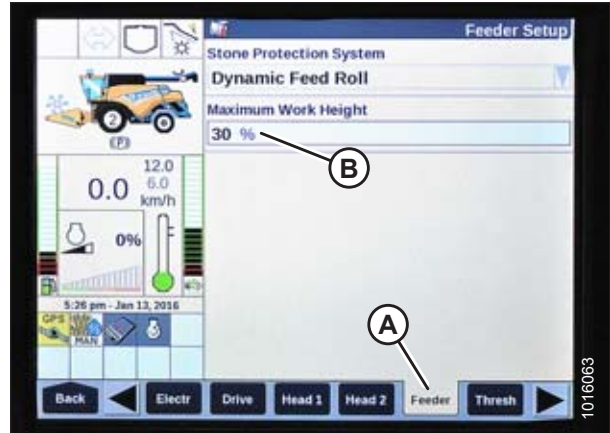 Feeder Setup
Stone Protection System
Dynamic Feed Roll
Maximum Work Height
30 %
B
2
(P)
12.0
0.0 6.0
km/h
0%
5:26 pm - Jan 13, 2016
GPS
MAN
A
Back Electr Drive Head 1 Head 2 Feeder Thresh
1016063